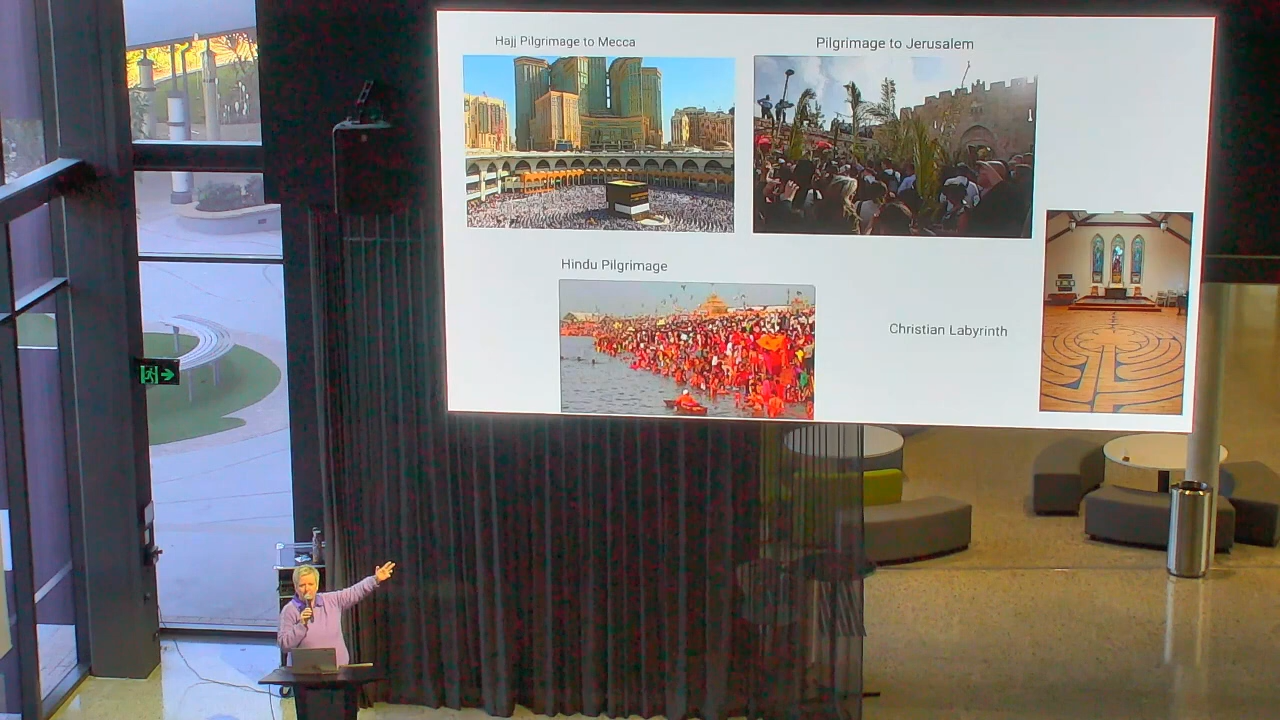 Hajj Pilgrimage to Mecca
Pilgrimage to Jerusalem
Hindu Pilgrimage
Christian Labyrinth